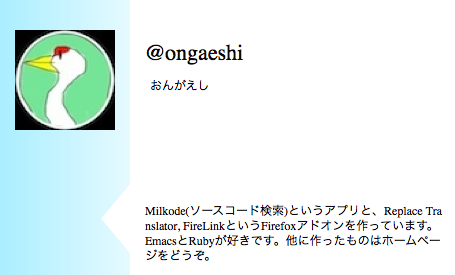 @ongaeshi
おんがえし
Milkode(ソースコード検索)というアプリと、Replace Tra
nslator, FireLinkというFirefoxアドオンを作っています。
EmacsとRubyが好きです。他に作ったものはホームペー
ジをどうぞ。